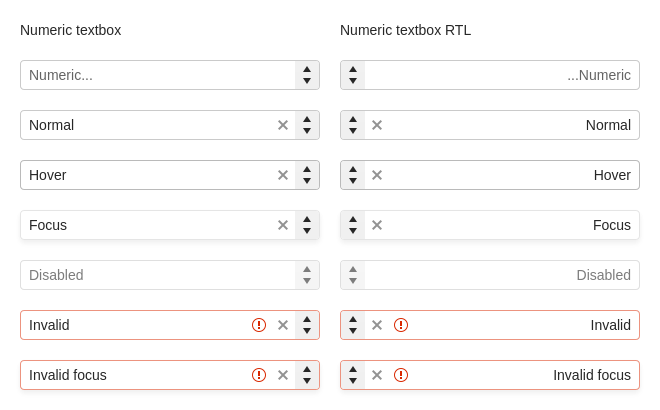 Numeric textbox
Numeric textbox RTL
Numeric...
...Numeric
Normal
Normal
Hover
Hover
Focus
Focus
Disabled
Disabled
Invalid
Invalid
Invalid focus
Invalid focus